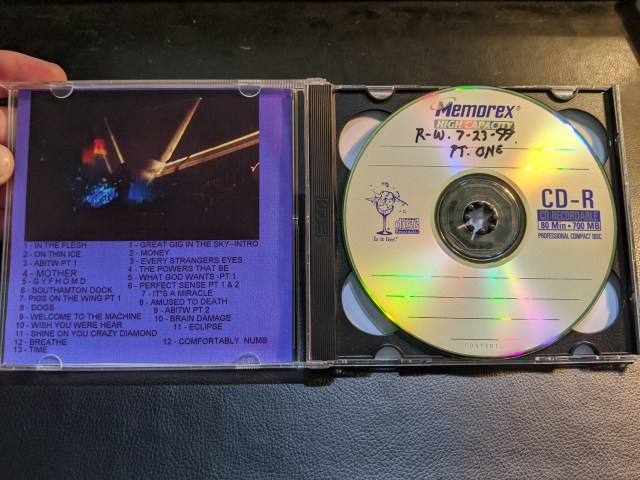 1 - IN THE FLESH
2 - ON THIN ICE
3 - ABITW PT 1
4 - MOTHER
5 - G Y F H O M D
6 - SOUTHAMTON DOCK
7 - PIGS ON THE WING PT 1
8 - DOGS
9 - WELCOME TO THE MACHINE
10 - WISH YOU WERE HEAR
11 - SHINE ON YOU CRAZY DIAMOND
12 - BREATHE
13 - TIME
1 - GREAT GIG IN THE SKY--INTRO
2 - MONEY
3 - EVERY STRANGERS EYES
4 - THE POWERS THAT BE
5 - WHAT GOD WANTS -PT 1
6 - PERFECT SENSE PT 1 & 2
7 - IT'S A MIRACLE
8 - AMUSED TO DEATH
9 - ABITW PT 2
10 - BRAIN DAMAGE
11 - ECLIPSE
12 - COMFORTABLY NUMB
Memorex®
HIGH CAPACITY
R-W. 7-23-99.
PT. ONE
CD-R
CD RECORDABLE
80 Min • 700 MB
PROFESSIONAL COMPACT DISC
Is it live?
CONTENT: